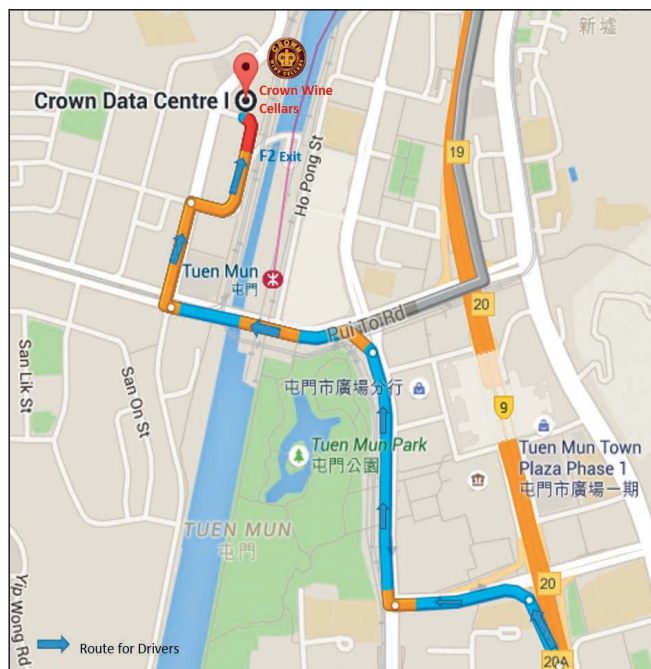 新墟
CROWN
WINE CELLARS
Crown Data Centre I
Crown Wine
Cellars
F2 Exit
Ho Pong St
19
Tuen Mun
屯門
20
Pui To Rd
San Lik St
San On St
屯門市廣場分行
9
Tuen Mun Park
屯門公園
Tuen Mun Town
Plaza Phase 1
屯門市廣場一期
TUEN MUN
屯門
Yip Wong Rd
20
Route for Drivers
20A